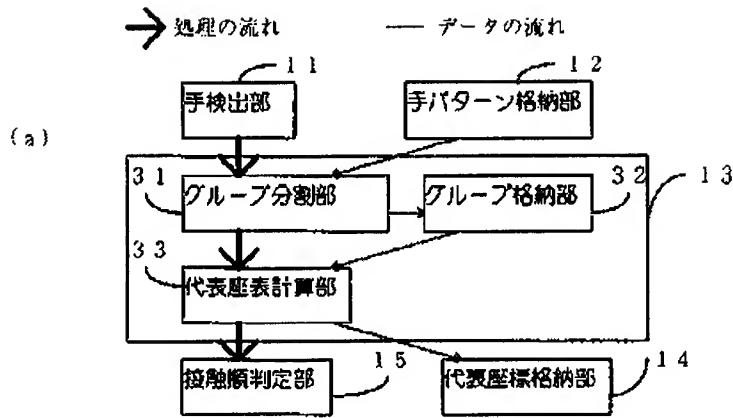 処理の流れ データの流れ
11 12
手検出部 手パターン格納部
(a)
31 グループ分割部 グループ格納部 32 13
33
代表座表計算部
接触順判定部 15 代表座標格納部 14